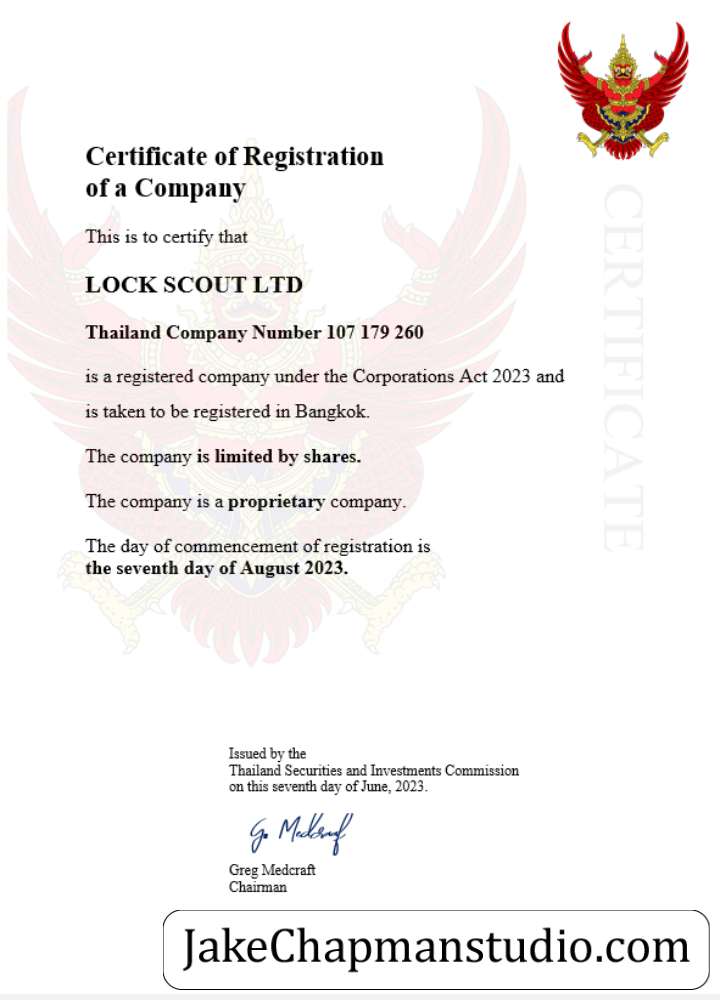 Certificate of Registration
of a Company
This is to certify that
LOCK SCOUT LTD
Thailand Company Number 107 179 260
is a registered company under the Corporations Act 2023 and
is taken to be registered in Bangkok.
The company is limited by shares.
The company is a proprietary company.
The day of commencement of registration is
the seventh day of August 2023.
CERTIFICATE
Issued by the
Thailand Securities and Investments Commission
on this seventh day of June, 2023.
Greg Medcraft
Chairman
JakeChapmanstudio.com